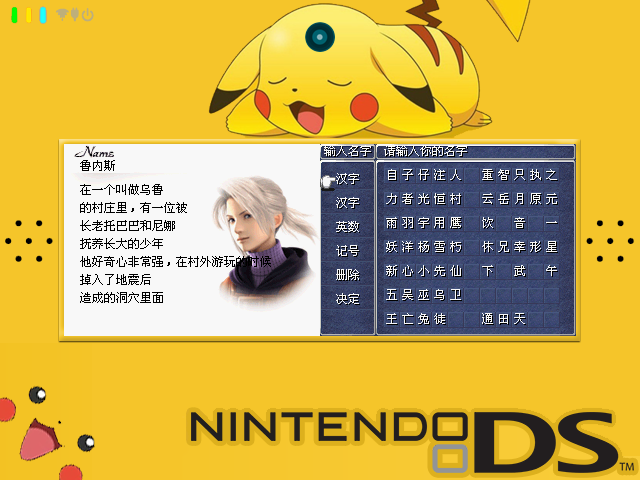 Name
鲁内斯
在一个叫做乌鲁
的村庄里，有一位被
长老托巴巴和尼娜
抚养长大的少年
他好奇心非常强，在村外游玩的时候
掉入了地震后
造成的洞穴里面
输入名字
请输入你的名字
汉字
汉字
英数
记号
删除
决定
自子仔注人 重智只执之
力者光恒村 云岳月原元
雨羽宇用鹰 饮 音 一
妖洋杨雪朽 休兄幸形星
新心小先仙 下 武 午
五吴巫乌卫
王亡兔徒 通田天
NINTENDO DS
TM